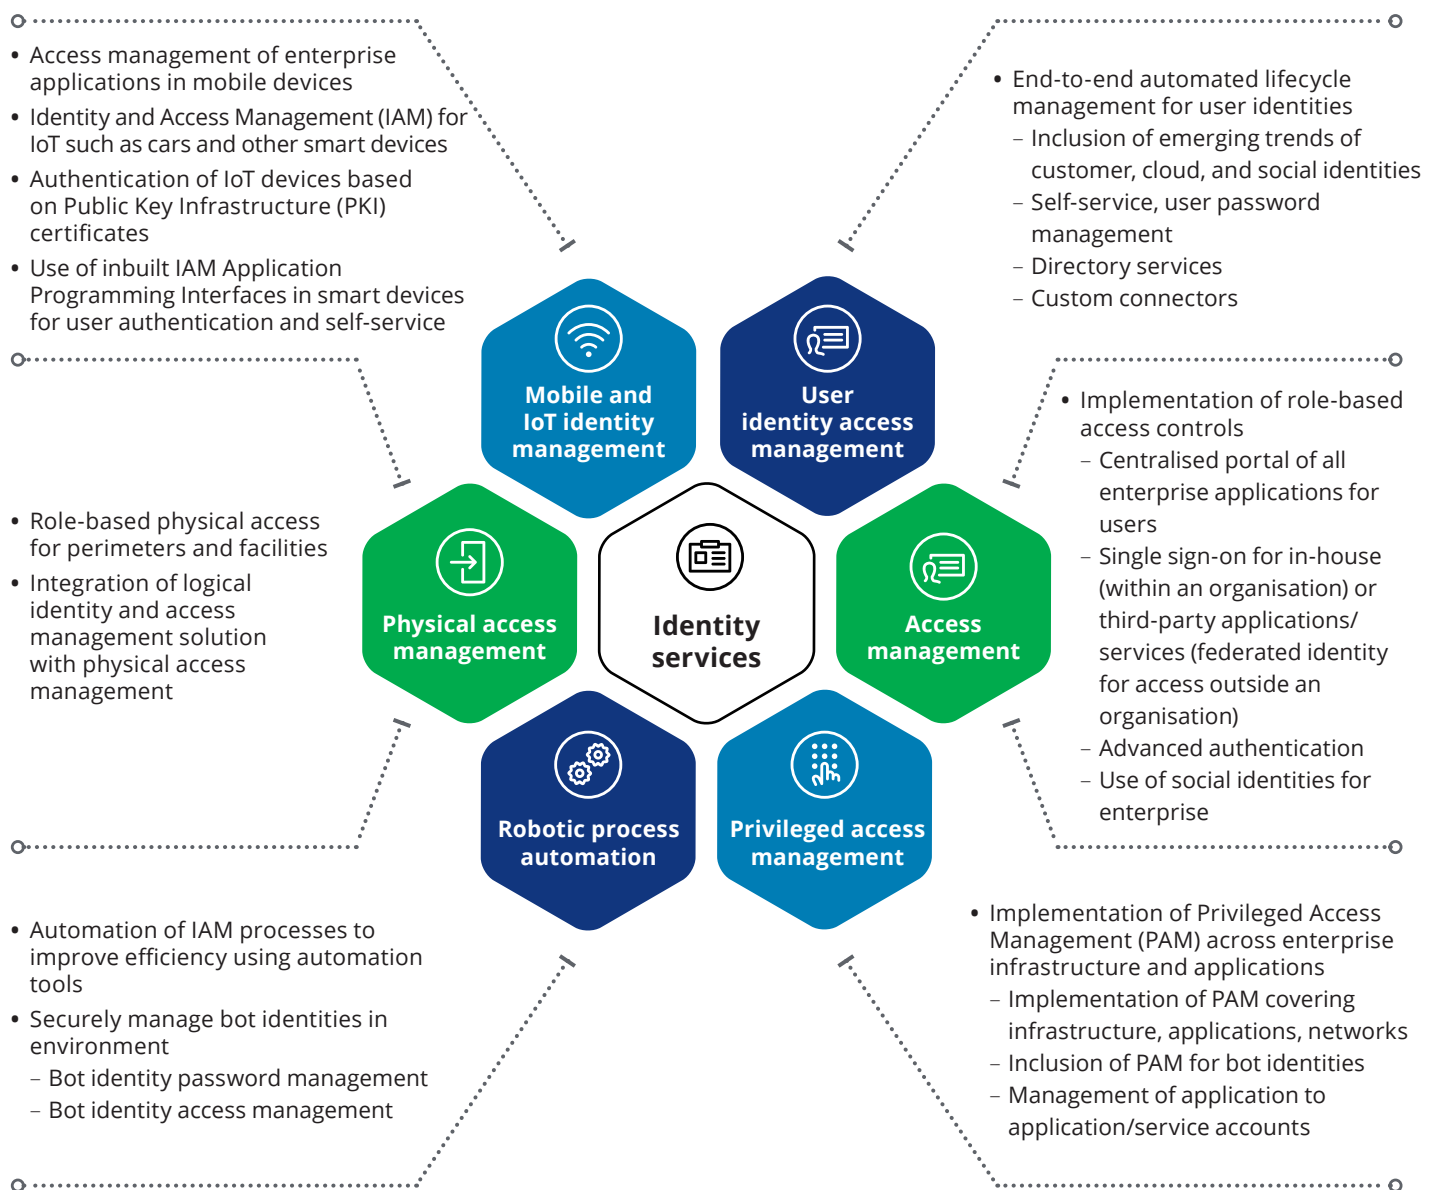 • Access management of enterprise
applications in mobile devices
• Identity and Access Management (IAM) for
IoT such as cars and other smart devices
• Authentication of IoT devices based
on Public Key Infrastructure (PKI)
certificates
• Use of inbuilt IAM Application
Programming Interfaces in smart devices
for user authentication and self-service
• End-to-end automated lifecycle
management for user identities
– Inclusion of emerging trends of
customer, cloud, and social identities
– Self-service, user password
management
– Directory services
– Custom connectors
Mobile and
IoT identity
management
User
identity access
management
• Role-based physical access
for perimeters and facilities
• Integration of logical
identity and access
management solution
with physical access
management
Physical access
management
Identity
services
Access
management
• Implementation of role-based
access controls
– Centralised portal of all
enterprise applications for
users
– Single sign-on for in-house
(within an organisation) or
third-party applications/
services (federated identity
for access outside an
organisation)
– Advanced authentication
– Use of social identities for
enterprise
Robotic process
automation
Privileged access
management
• Automation of IAM processes to
improve efficiency using automation
tools
• Securely manage bot identities in
environment
– Bot identity password management
– Bot identity access management
• Implementation of Privileged Access
Management (PAM) across enterprise
infrastructure and applications
– Implementation of PAM covering
infrastructure, applications, networks
– Inclusion of PAM for bot identities
– Management of application to
application/service accounts